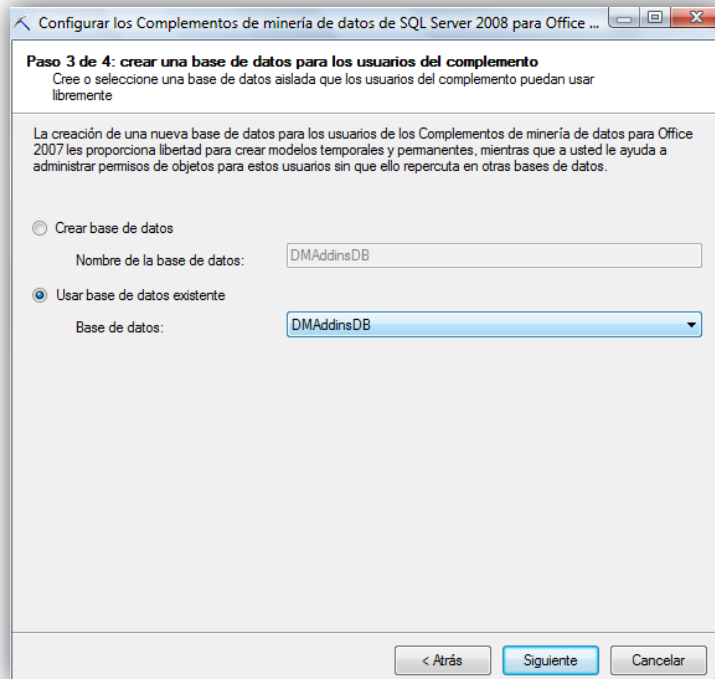 Configurar los Complementos de minería de datos de SQL Server 2008 para Office ...
Paso 3 de 4: crear una base de datos para los usuarios del complemento
Cree o seleccione una base de datos aislada que los usuarios del complemento puedan usar
libremente
La creación de una nueva base de datos para los usuarios de los Complementos de minería de datos para Office
2007 les proporciona libertad para crear modelos temporales y permanentes, mientras que a usted le ayuda a
administrar permisos de objetos para estos usuarios sin que ello repercuta en otras bases de datos.
Crear base de datos
Nombre de la base de datos: DMAddinsDB
Usar base de datos existente
Base de datos: DMAddinsDB
< Atrás Siguiente Cancelar